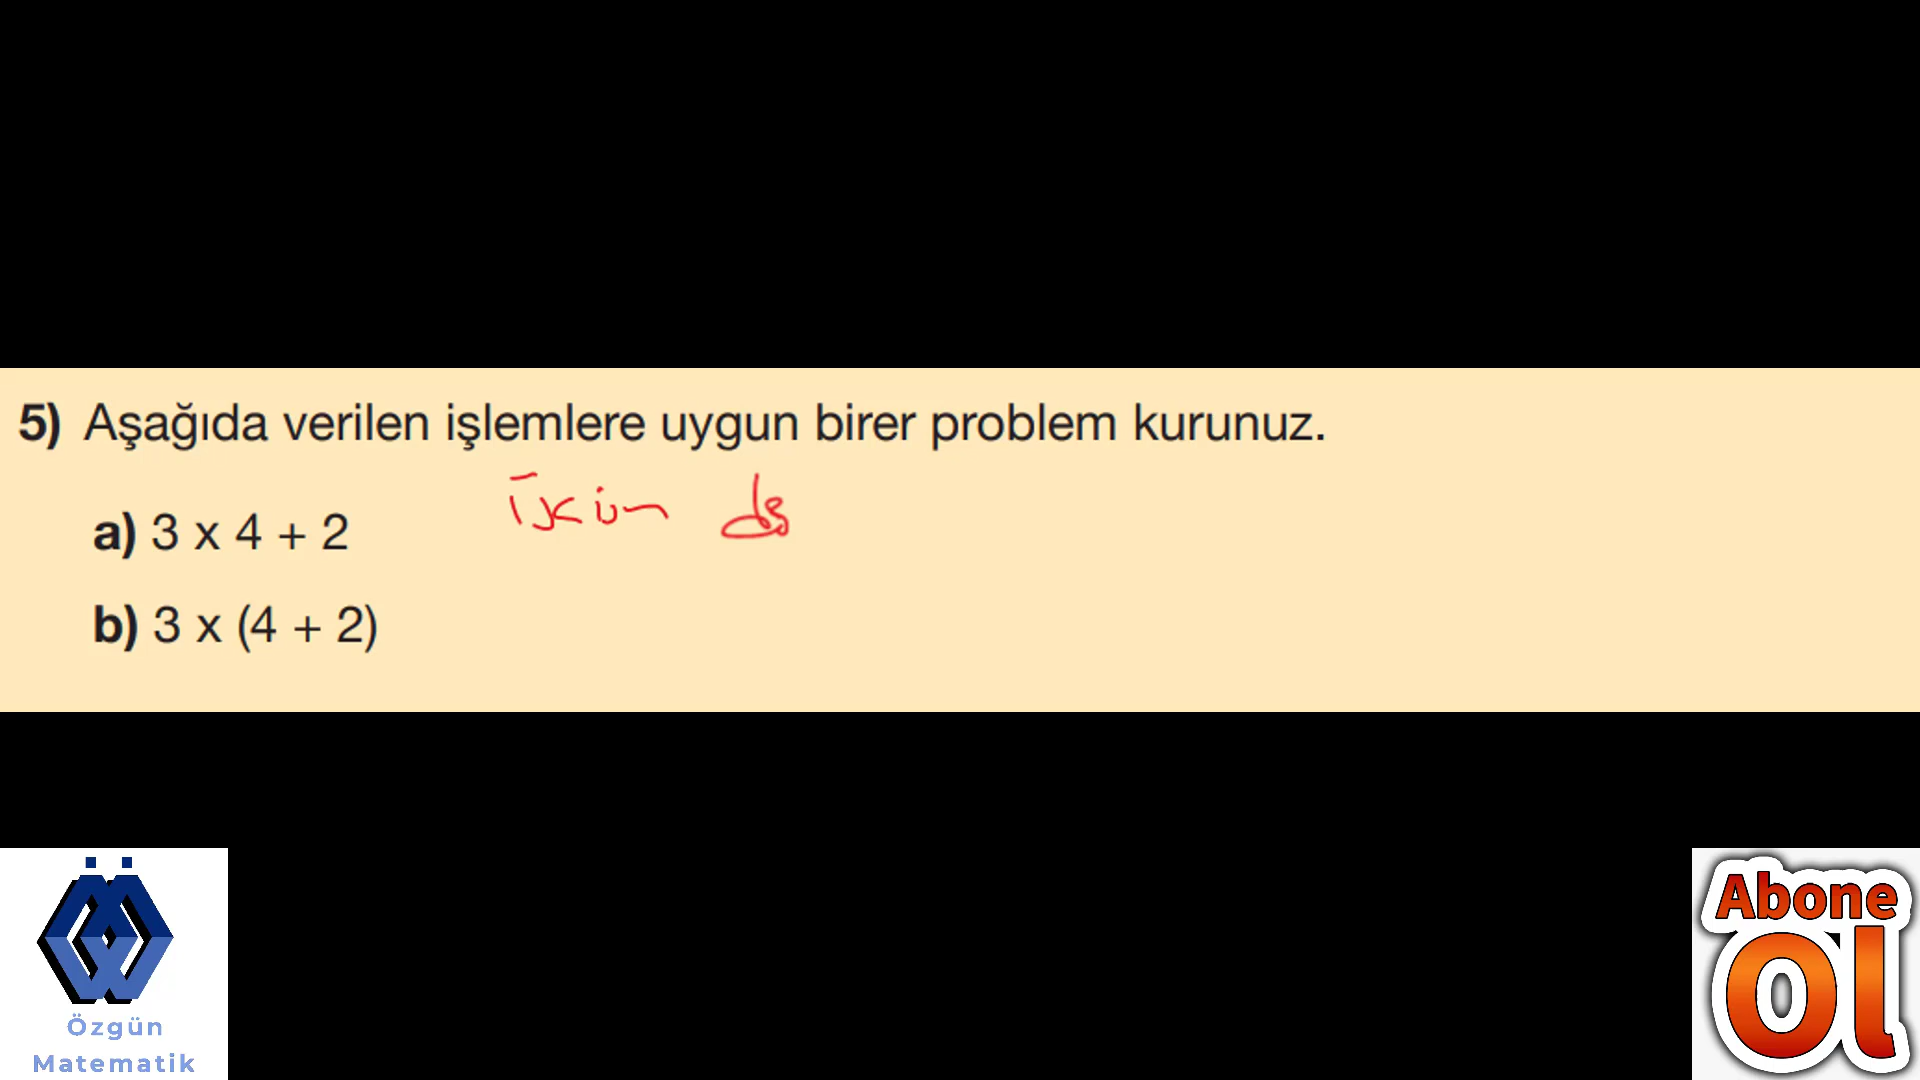 5) Aşağıda verilen işlemlere uygun birer problem kurunuz.
a) 3 x 4 + 2
b) 3 x (4 + 2)
Özgün
Matematik
Abone
Ol